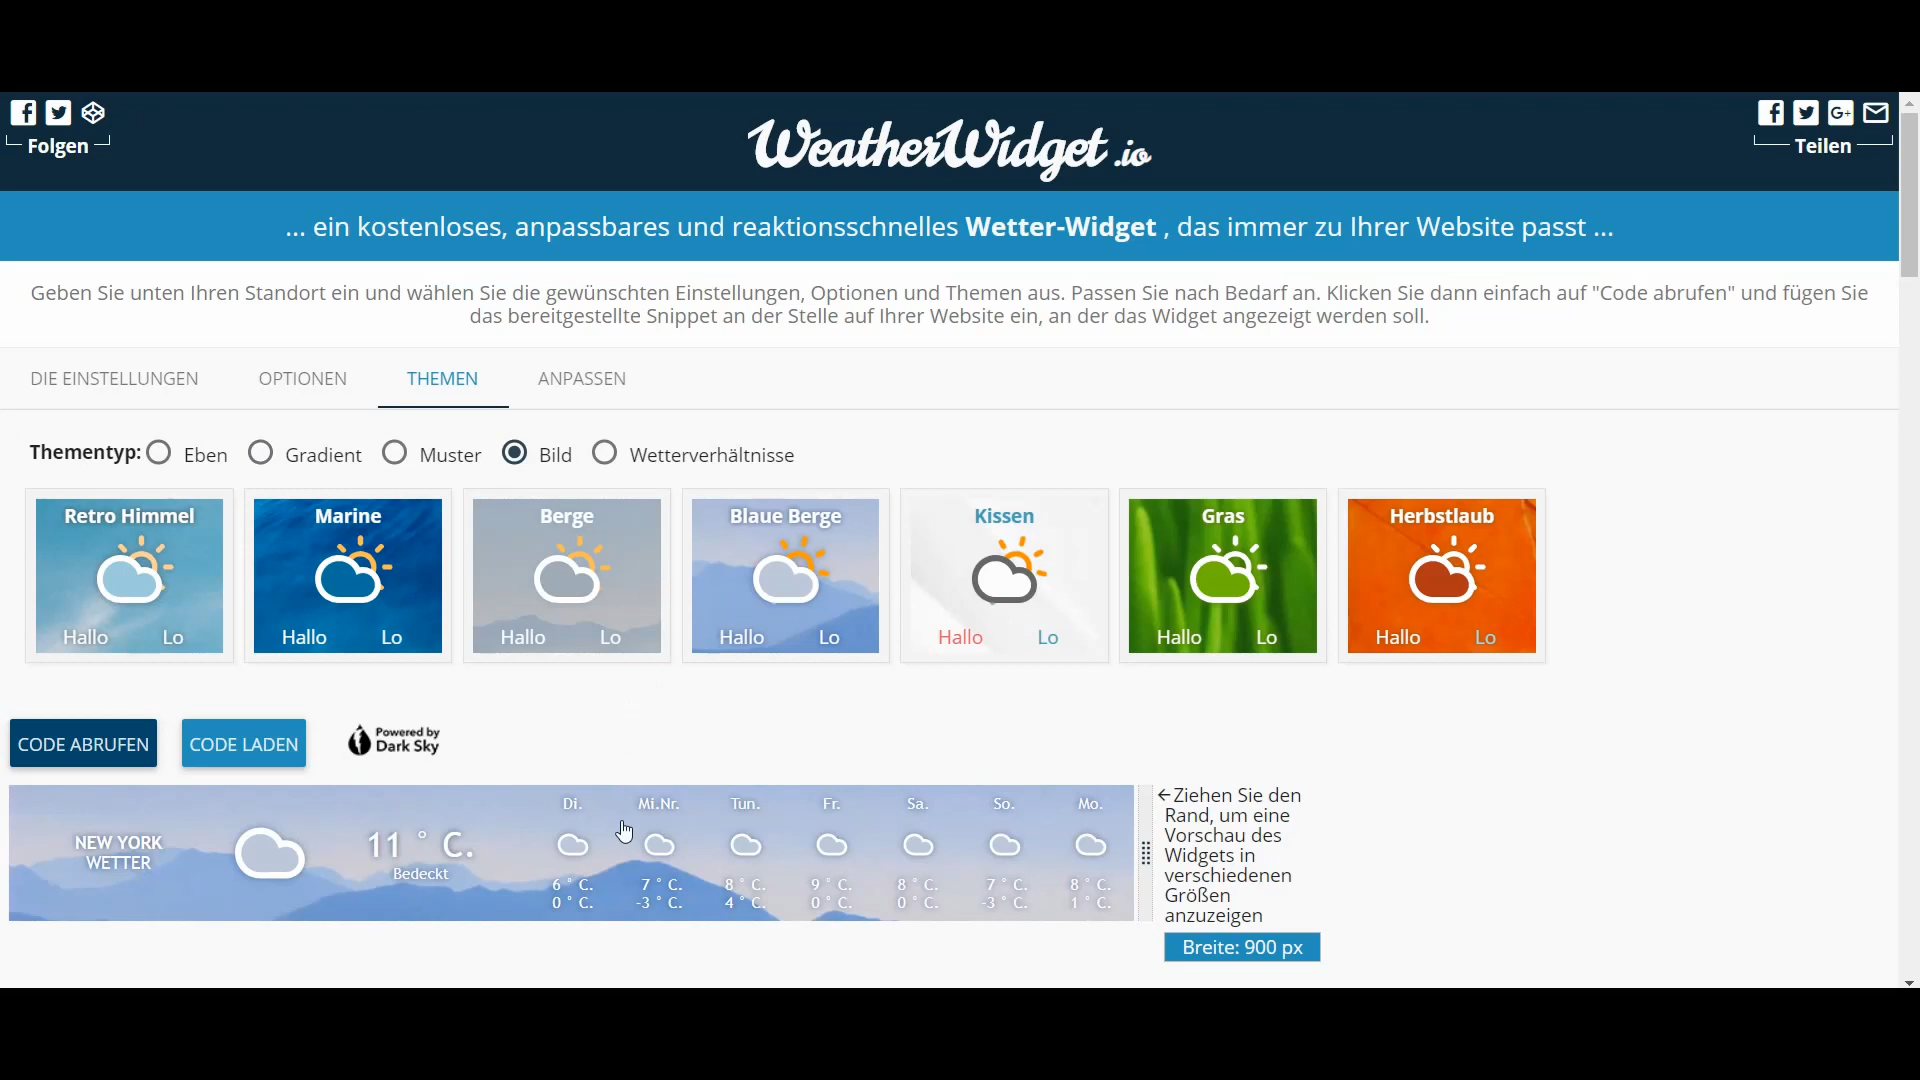 Folgen
WeatherWidget.io
Teilen
... ein kostenloses, anpassbares und reaktionsschnelles Wetter-Widget , das immer zu Ihrer Website passt ...
Geben Sie unten Ihren Standort ein und wählen Sie die gewünschten Einstellungen, Optionen und Themen aus. Passen Sie nach Bedarf an. Klicken Sie dann einfach auf "Code abrufen" und fügen Sie
das bereitgestellte Snippet an der Stelle auf Ihrer Website ein, an der das Widget angezeigt werden soll.
DIE EINSTELLUNGEN OPTIONEN THEMEN ANPASSEN
Thementyp: Eben Gradient Muster Bild Wetterverhältnisse
Retro Himmel Marine Berge Blaue Berge Kissen Gras Herbstlaub
Hallo Lo Hallo Lo Hallo Lo Hallo Lo Hallo Lo Hallo Lo Hallo Lo
CODE ABRUFEN CODE LADEN
Powered by
Dark Sky
NEW YORK
WETTER
11 ° C.
Bedeckt
Di. Mi.Nr. Tun. Fr. Sa. So. Mo.
6 ° C. 7 ° C. 8 ° C. 9 ° C. 8 ° C. 7 ° C. 8 ° C.
0 ° C. -3 ° C. 4 ° C. 0 ° C. 0 ° C. -3 ° C. 1 ° C.
←Ziehen Sie den
Rand, um eine
Vorschau des
Widgets in
verschiedenen
Größen
anzuzeigen
Breite: 900 px